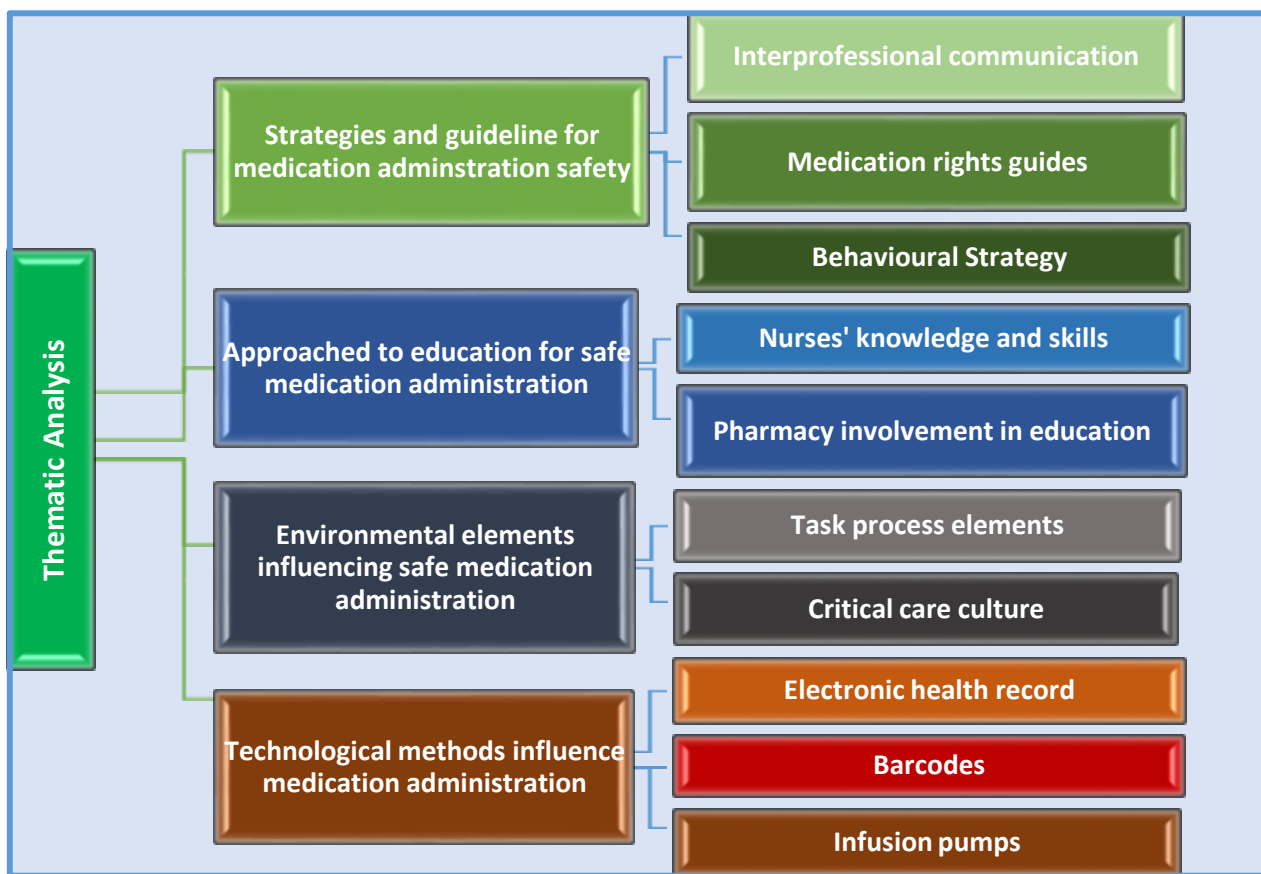 Thematic Analysis
Strategies and guideline for
medication adminstration safety
Interprofessional communication
Medication rights guides
Behavioural Strategy
Approached to education for safe
medication administration
Nurses' knowledge and skills
Pharmacy involvement in education
Environmental elements
influencing safe medication
administration
Task process elements
Critical care culture
Technological methods influence
medication administration
Electronic health record
Barcodes
Infusion pumps